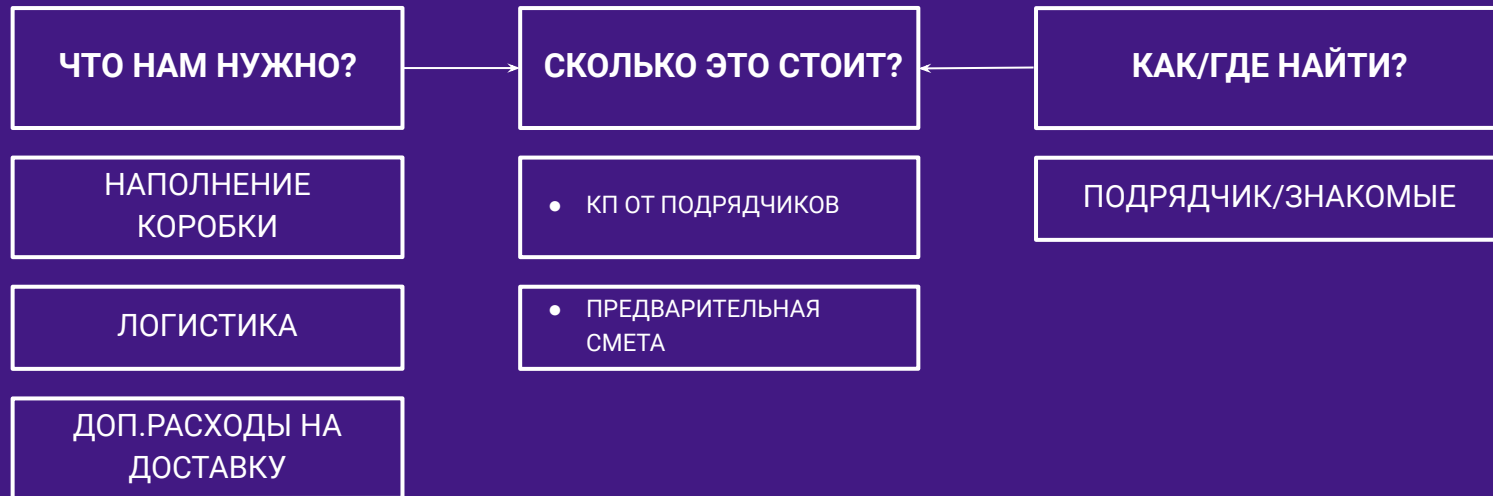 ЧТО НАМ НУЖНО?
СКОЛЬКО ЭТО СТОИТ?
КАК/ГДЕ НАЙТИ?
НАПОЛНЕНИЕ
КОРОБКИ
● КП ОТ ПОДРЯДЧИКОВ
ПОДРЯДЧИК/ЗНАКОМЫЕ
ЛОГИСТИКА
● ПРЕДВАРИТЕЛЬНАЯ
СМЕТА
ДОП.РАСХОДЫ НА
ДОСТАВКУ